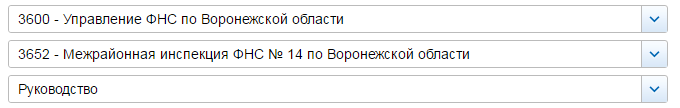 3600 - Управление ФНС по Воронежской области
3652 - Межрайонная инспекция ФНС № 14 по Воронежской области
Руководство